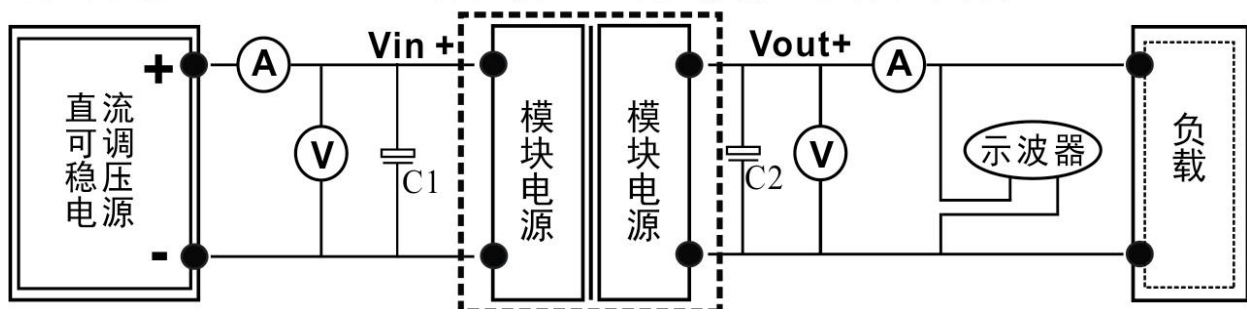 直流
可调
稳压
电源
+
-
A
V
C1
Vin +
模块电源
模块电源
Vout+
C2
V
A
示波器
负载